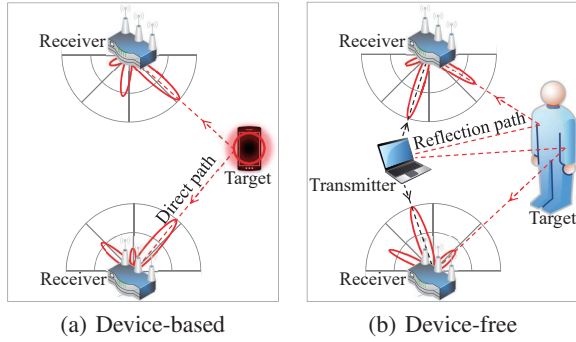 Receiver
Direct path
Target
Receiver
(a) Device-based
Receiver
Reflection path
Transmitter
Target
Receiver
(b) Device-free